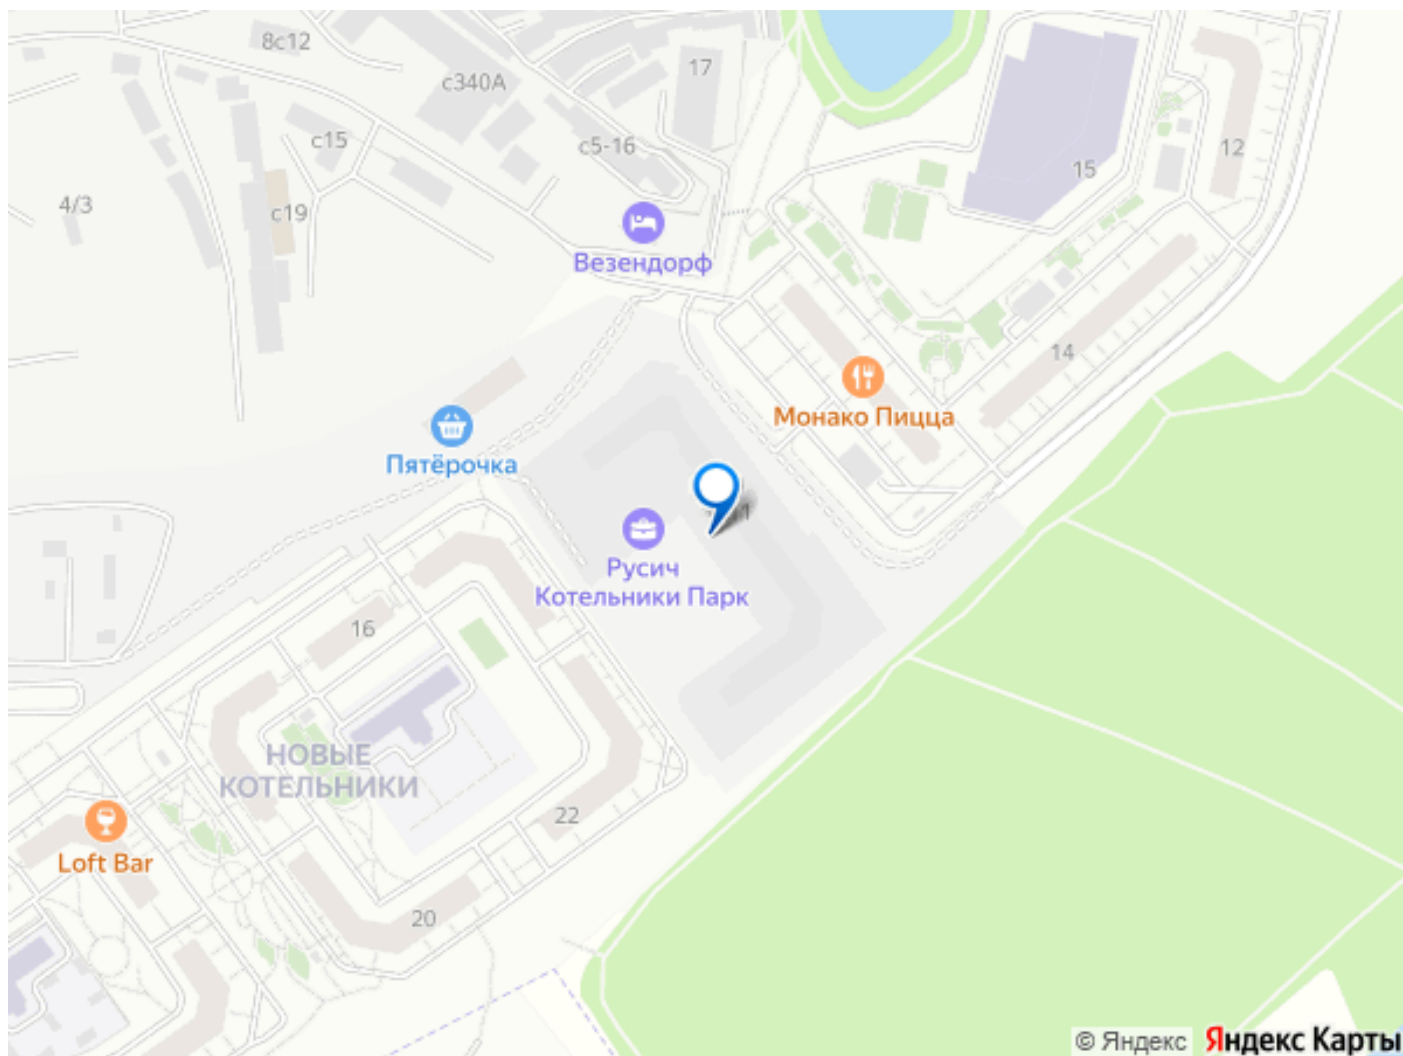 8с12
с340А
17
с15
с5-16
12
15
4/3
с19
Везендорф
14
Монако Пицца
Пятёрочка
Русич
Котельники Парк
16
НОВЫЕ
КОТЕЛЬНИКИ
22
Loft Bar
20
© Яндекс Яндекс Карты